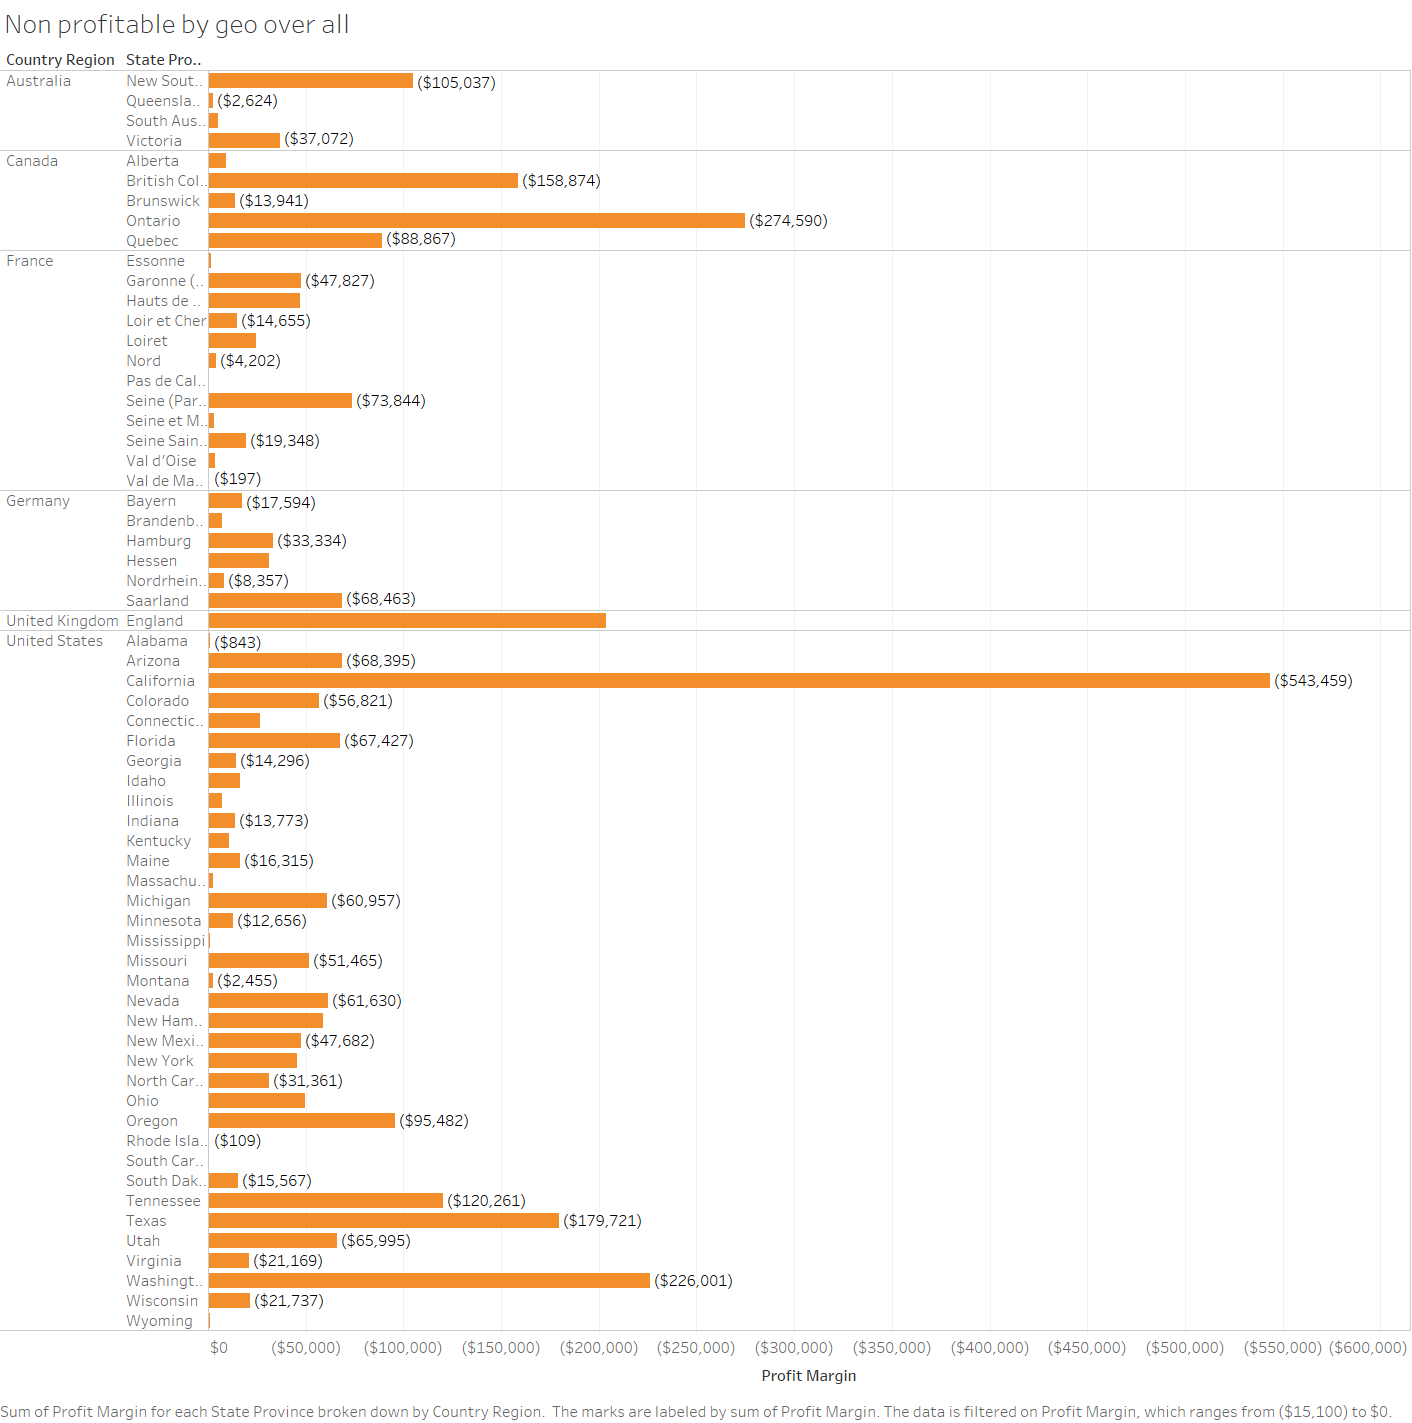 Non profitable by geo over all
Country Region State Pro..
Australia New Sout.. ($105,037)
Queensla.. ($2,624)
South Aus..
Victoria ($37,072)
Canada Alberta
British Col.. ($158,874)
Brunswick ($13,941)
Ontario ($274,590)
Quebec ($88,867)
France Essonne
Garonne (.. ($47,827)
Hauts de ..
Loir et Cher ($14,655)
Loiret
Nord ($4,202)
Pas de Cal..
Seine (Par.. ($73,844)
Seine et M..
Seine Sain.. ($19,348)
Val d’Oise
Val de Ma.. ($197)
Germany Bayern ($17,594)
Brandenb..
Hamburg ($33,334)
Hessen
Nordrhein.. ($8,357)
Saarland ($68,463)
United Kingdom England
United States Alabama ($843)
Arizona ($68,395)
California ($543,459)
Colorado ($56,821)
Connectic..
Florida ($67,427)
Georgia ($14,296)
Idaho
Illinois
Indiana ($13,773)
Kentucky
Maine ($16,315)
Massachu..
Michigan ($60,957)
Minnesota ($12,656)
Mississippi
Missouri ($51,465)
Montana ($2,455)
Nevada ($61,630)
New Ham..
New Mexi.. ($47,682)
New York
North Car.. ($31,361)
Ohio
Oregon ($95,482)
Rhode Isla.. ($109)
South Car..
South Dak.. ($15,567)
Tennessee ($120,261)
Texas ($179,721)
Utah ($65,995)
Virginia ($21,169)
Washingt.. ($226,001)
Wisconsin ($21,737)
Wyoming
$0 ($50,000) ($100,000) ($150,000) ($200,000) ($250,000) ($300,000) ($350,000) ($400,000) ($450,000) ($500,000) ($550,000) ($600,000)
Profit Margin
Sum of Profit Margin for each State Province broken down by Country Region.  The marks are labeled by sum of Profit Margin. The data is filtered on Profit Margin, which ranges from ($15,100) to $0.